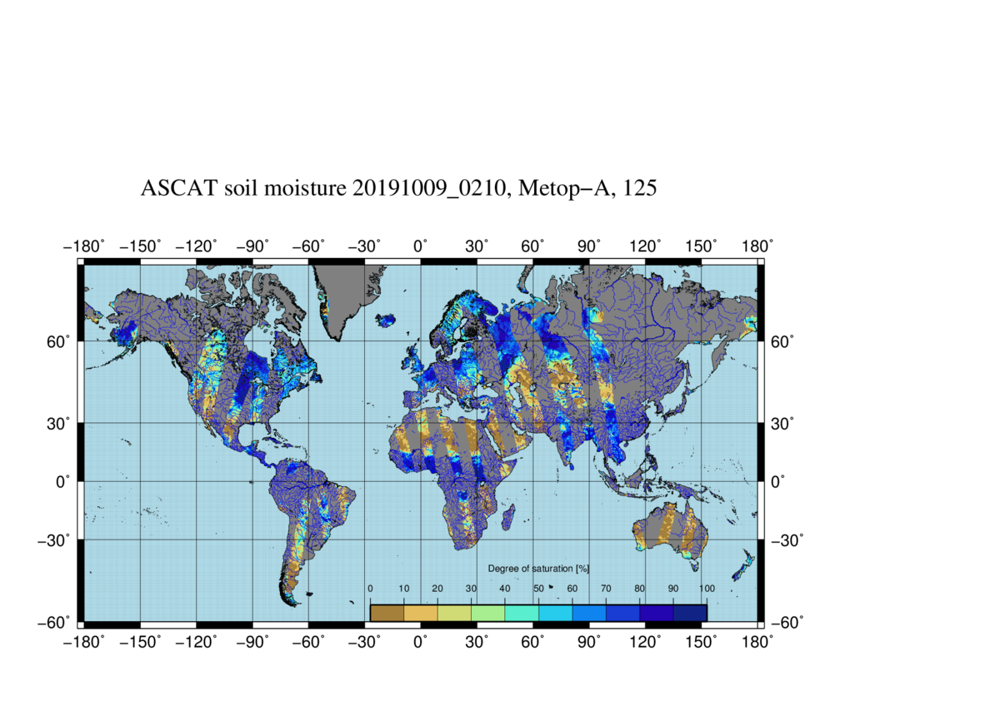 ASCAT soil moisture 20191009_0210, Metop−A, 125
−180° −150° −120° −90° −60° −30° 0° 30° 60° 90° 120° 150° 180°
60° 60°
30° 30°
0° 0°
−30° −30°
Degree of saturation [%]
0 10 20 30 40 50 60 70 80 90 100
−60° −60°
−180° −150° −120° −90° −60° −30° 0° 30° 60° 90° 120° 150° 180°